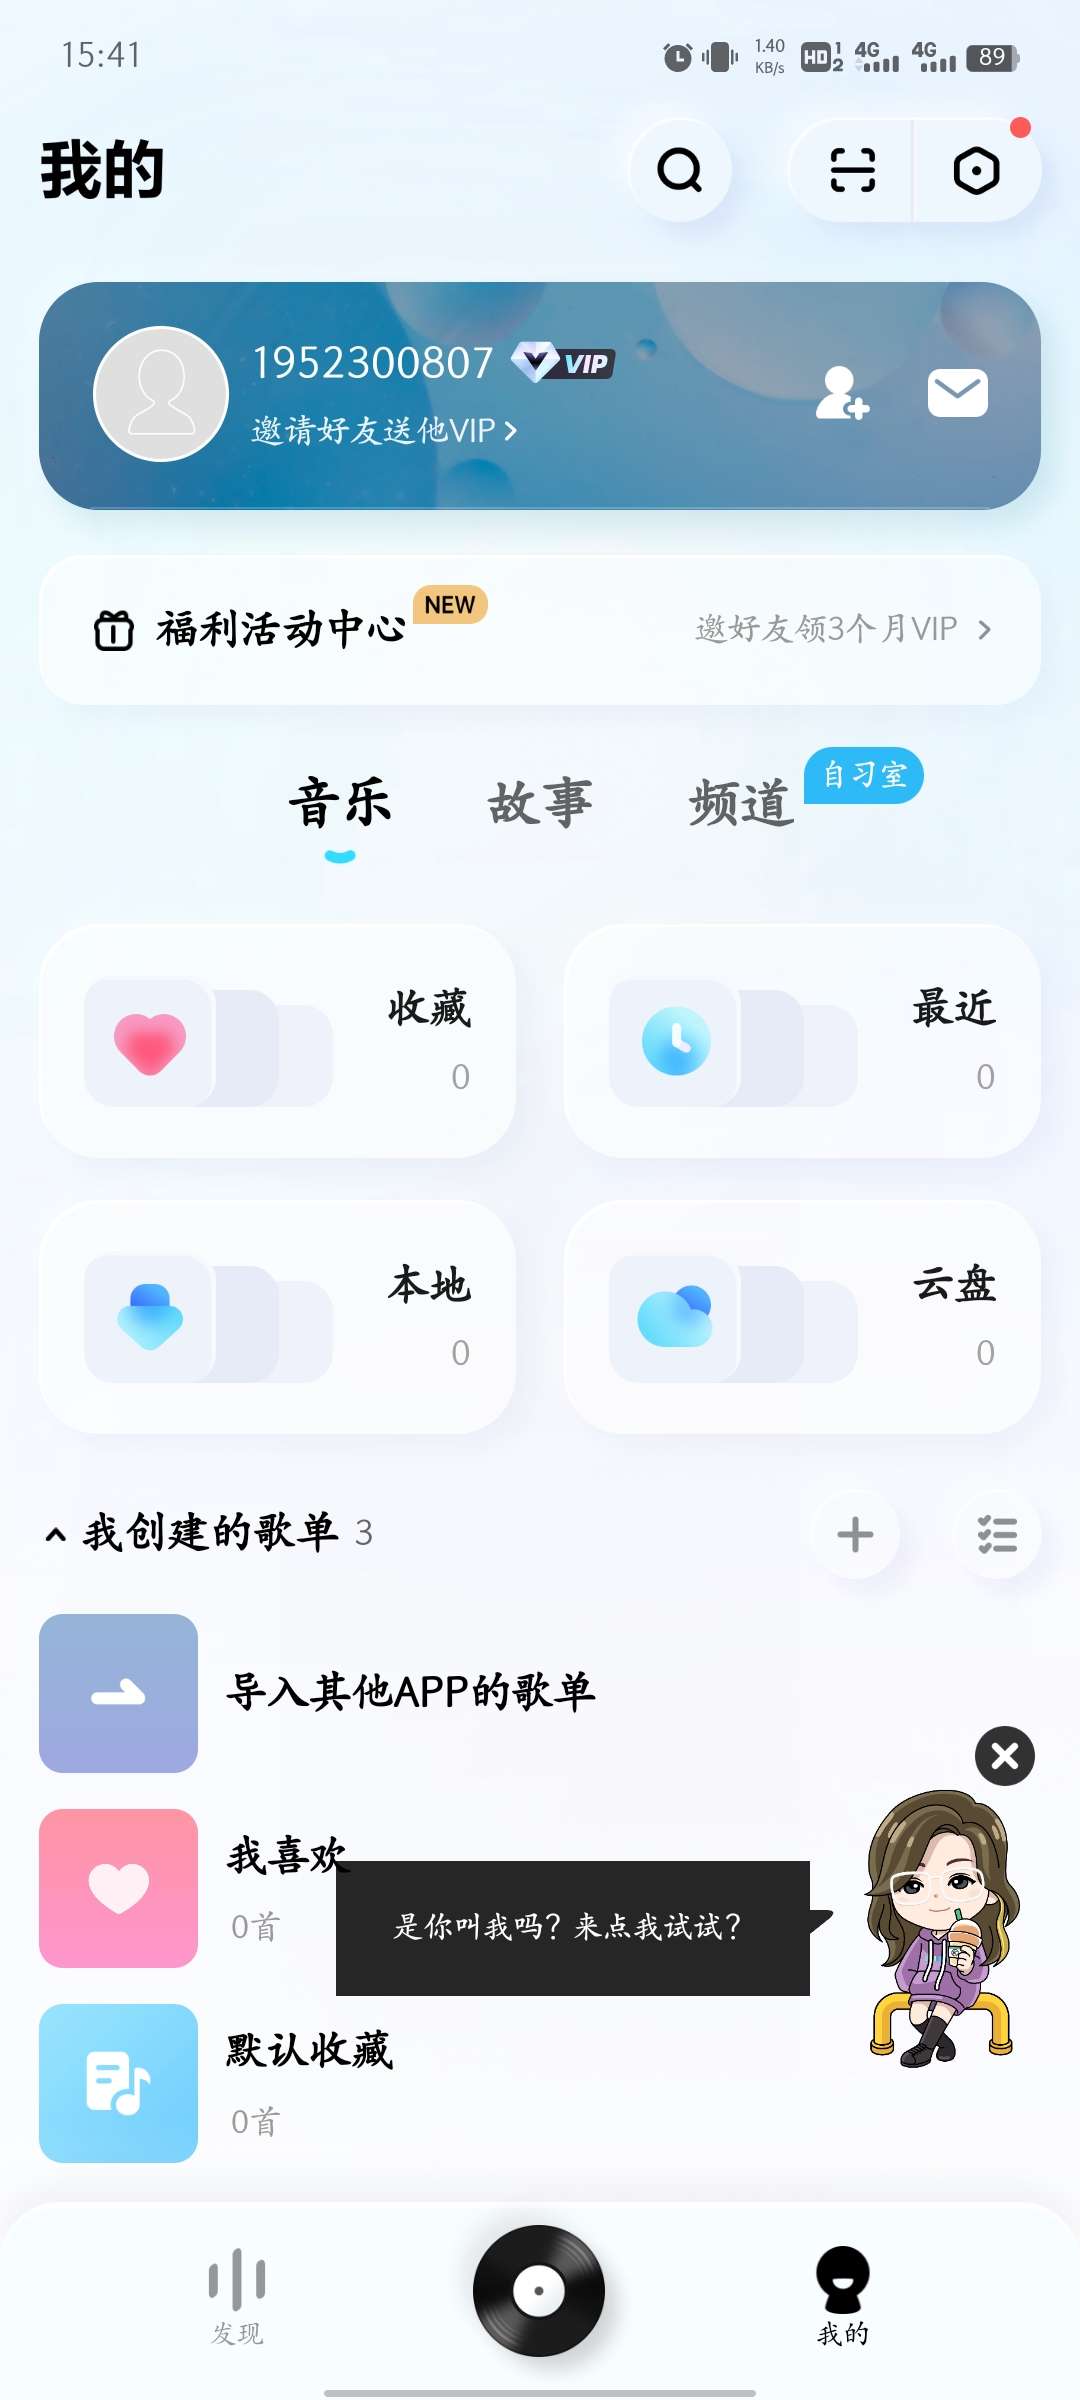 15:41
1.40
KB/s
HD 1 2
4G
4G
89
我的
1952300807
VIP
邀请好友送他VIP
福利活动中心
NEW
邀好友领3个月VIP
音乐
故事
频道
自习室
收藏
0
最近
0
本地
0
云盘
0
我创建的歌单 3
导入其他APP的歌单
我喜欢
0首
是你叫我吗？来点我试试？
默认收藏
0首
发现
我的